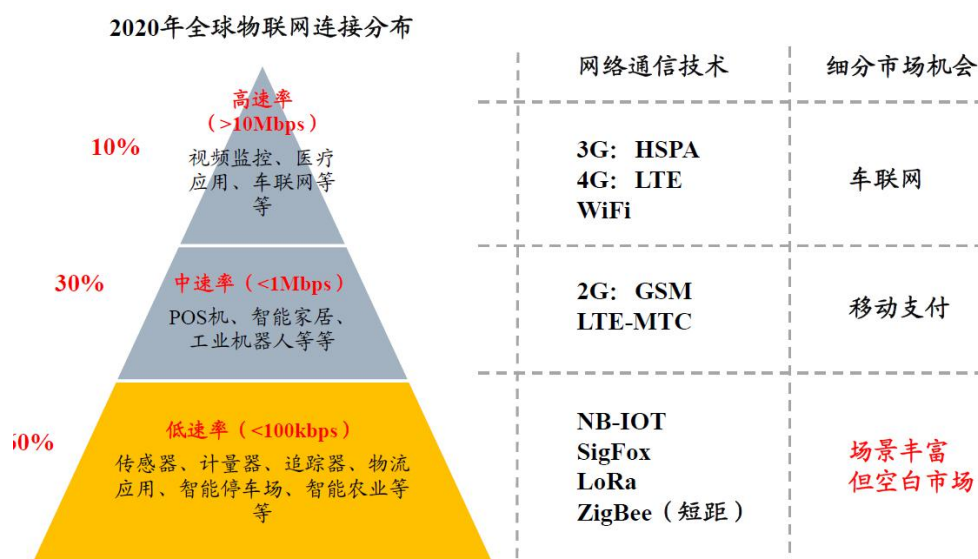 2020年全球物联网连接分布
网络通信技术
细分市场机会
10%
高速率
（>10Mbps）
视频监控、医疗
应用、车联网等
等
3G：HSPA
4G：LTE
WiFi
车联网
30%
中速率（<1Mbps）
POS机、智能家居、
工业机器人等等
2G：GSM
LTE-MTC
移动支付
0%
低速率（<100kbps）
传感器、计量器、追踪器、物流
应用、智能停车场、智能农业等
等
NB-IOT
SigFox
LoRa
ZigBee（短距）
场景丰富
但空白市场